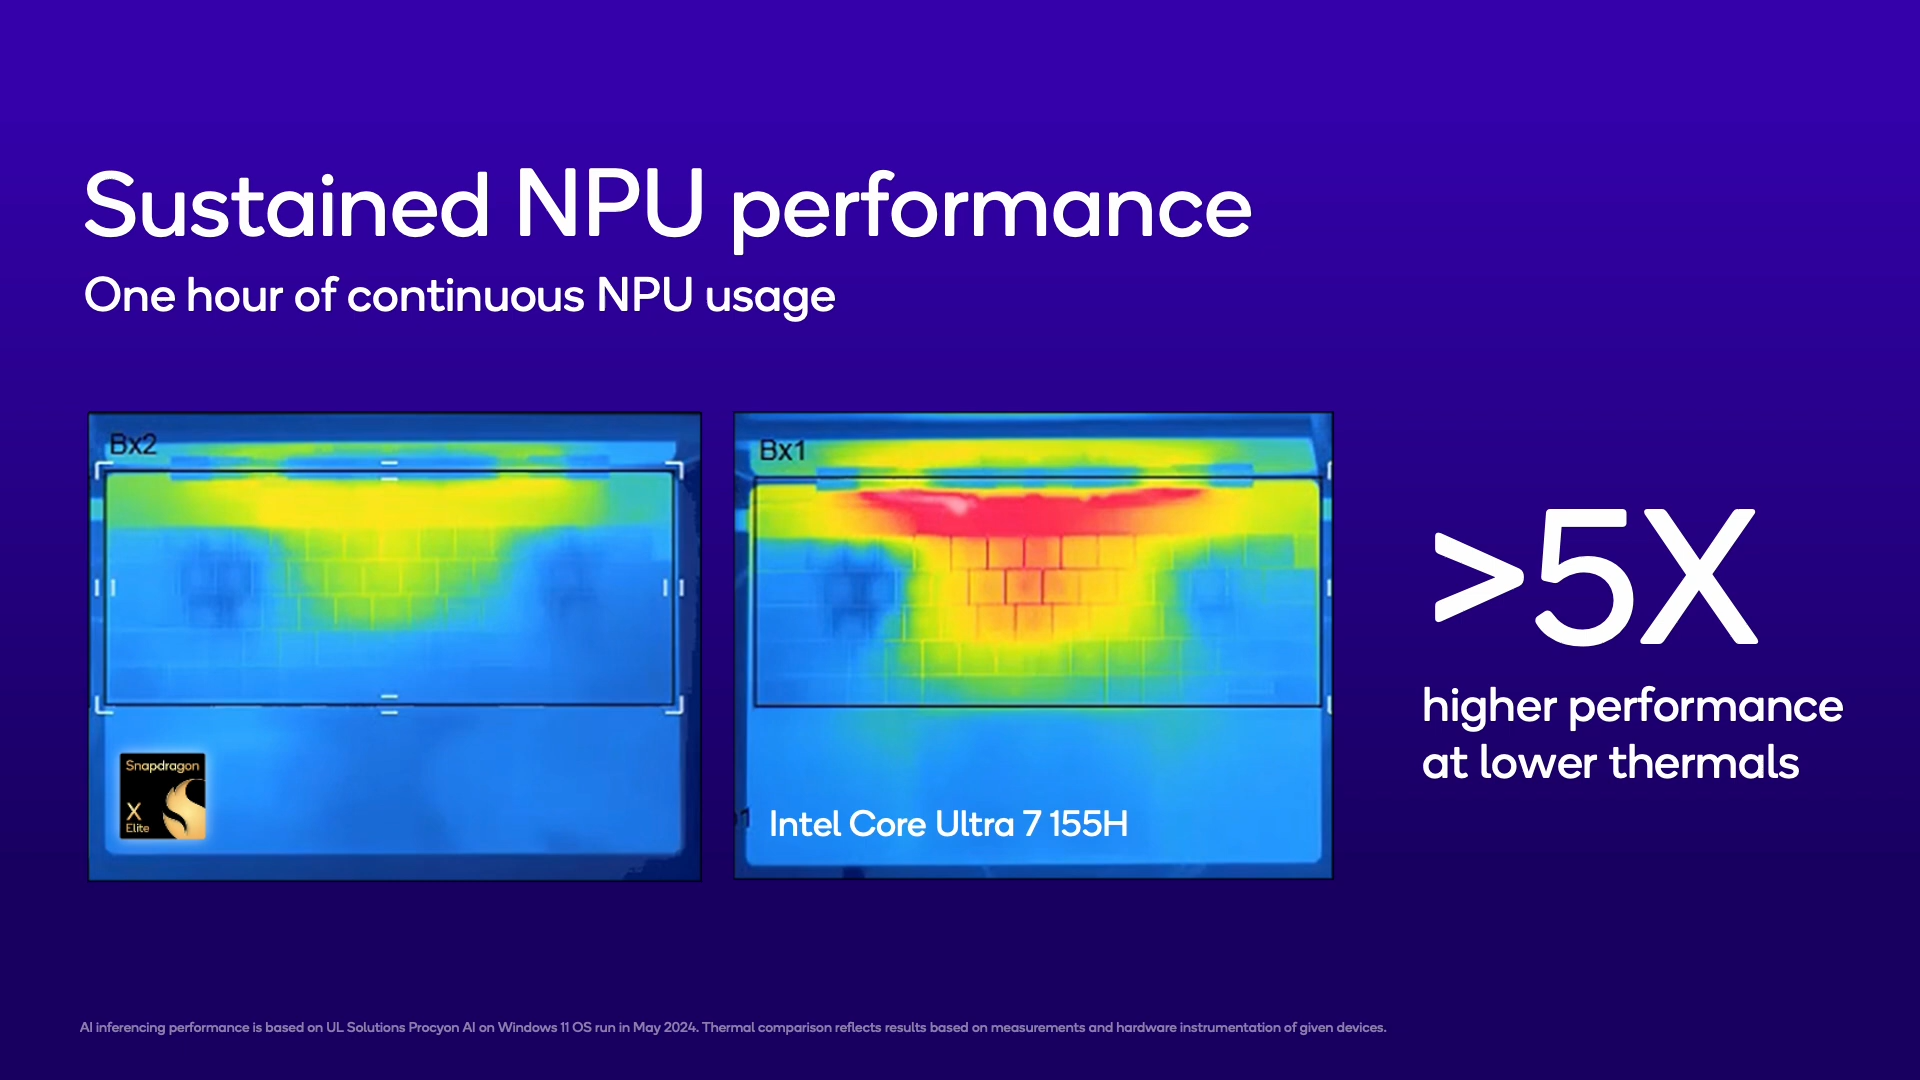 Sustained NPU performance
One hour of continuous NPU usage
Bx2
Snapdragon
X
Elite
Bx1
Intel Core Ultra 7 155H
>5X
higher performance
at lower thermals
AI inferencing performance is based on UL Solutions Procyon AI on Windows 11 OS run in May 2024. Thermal comparison reflects results based on measurements and hardware instrumentation of given devices.